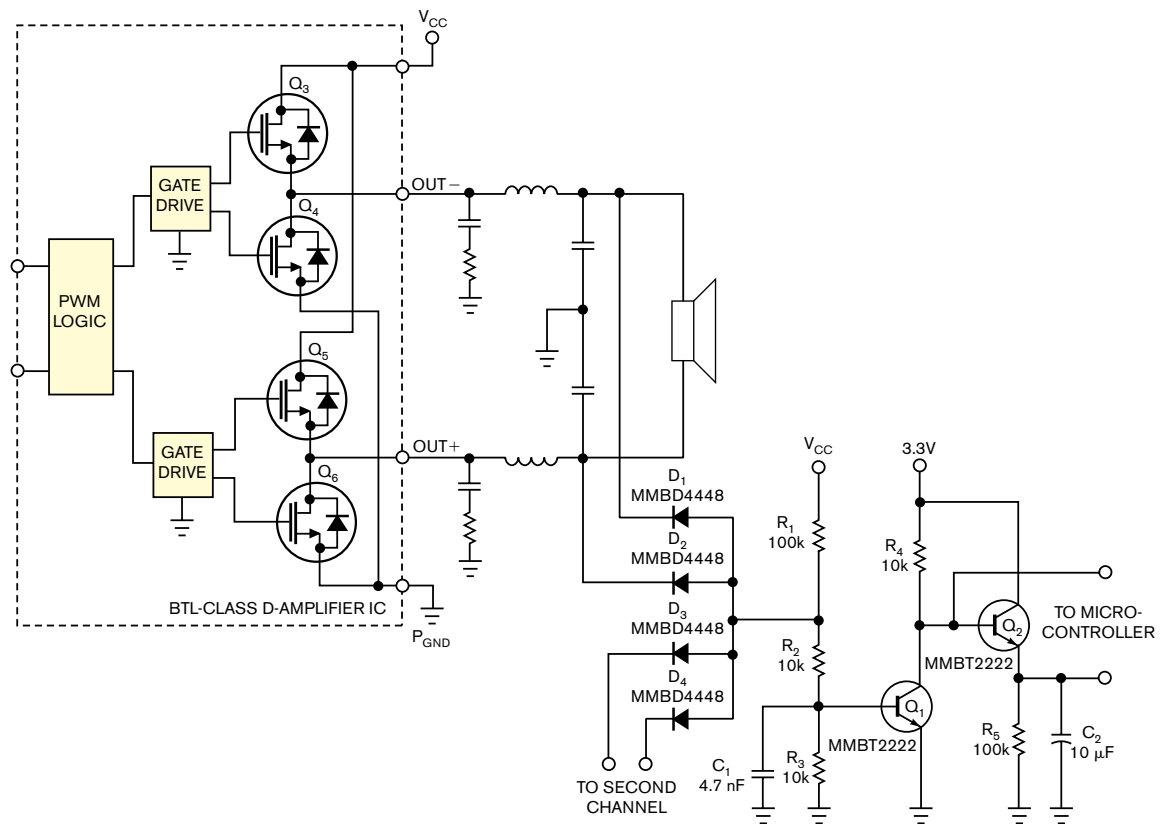 V_CC
Q_3
GATE
DRIVE
OUT−
Q_4
PWM
LOGIC
Q_5
GATE
DRIVE
OUT+
Q_6
BTL-CLASS D-AMPLIFIER IC
P_GND
D_1
MMBD4448
D_2
MMBD4448
D_3
MMBD4448
D_4
MMBD4448
TO SECOND
CHANNEL
V_CC
R_1
100k
R_2
10k
C_1
4.7 nF
R_3
10k
3.3V
R_4
10k
Q_1
MMBT2222
Q_2
MMBT2222
TO MICRO-
CONTROLLER
R_5
100k
C_2
10 µF